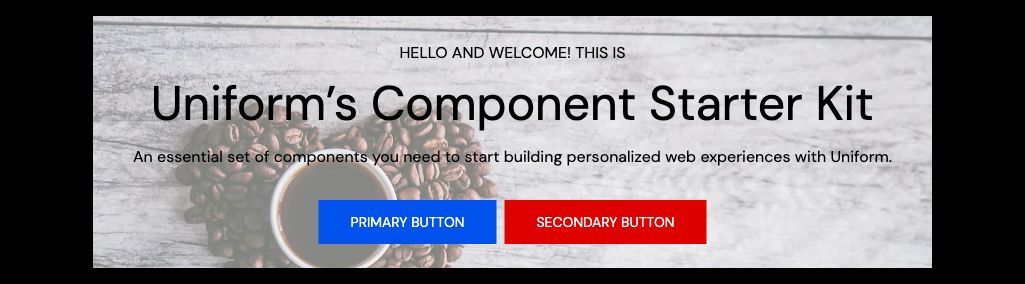 HELLO AND WELCOME! THIS IS
Uniform’s Component Starter Kit
An essential set of components you need to start building personalized web experiences with Uniform.
PRIMARY BUTTON
SECONDARY BUTTON